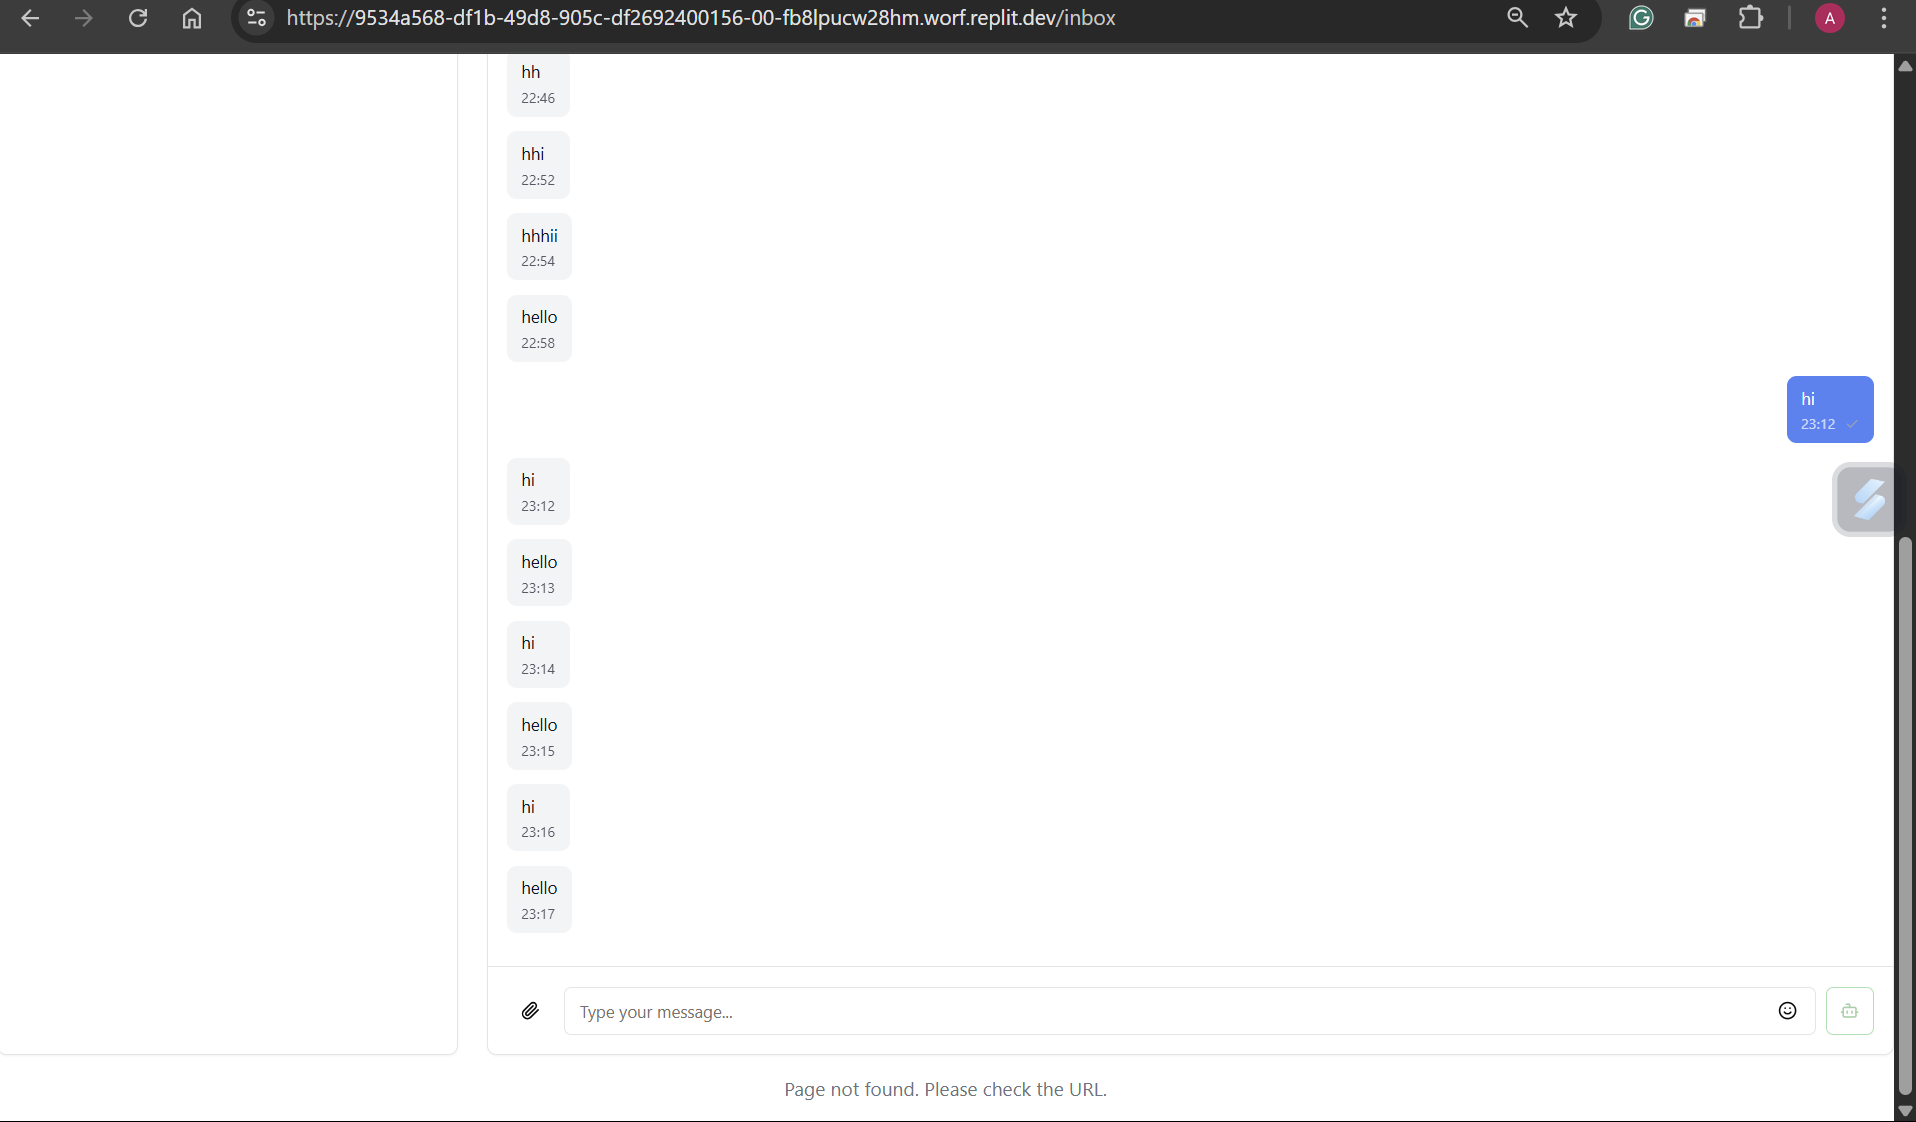 https://9534a568-df1b-49d8-905c-df2692400156-00-fb8lpucw28hm.worf.replit.dev/inbox
A
hh
22:46
hhi
22:52
hhhii
22:54
hello
22:58
hi
23:12
hi
23:12
hello
23:13
hi
23:14
hello
23:15
hi
23:16
hello
23:17
Type your message...
Page not found. Please check the URL.